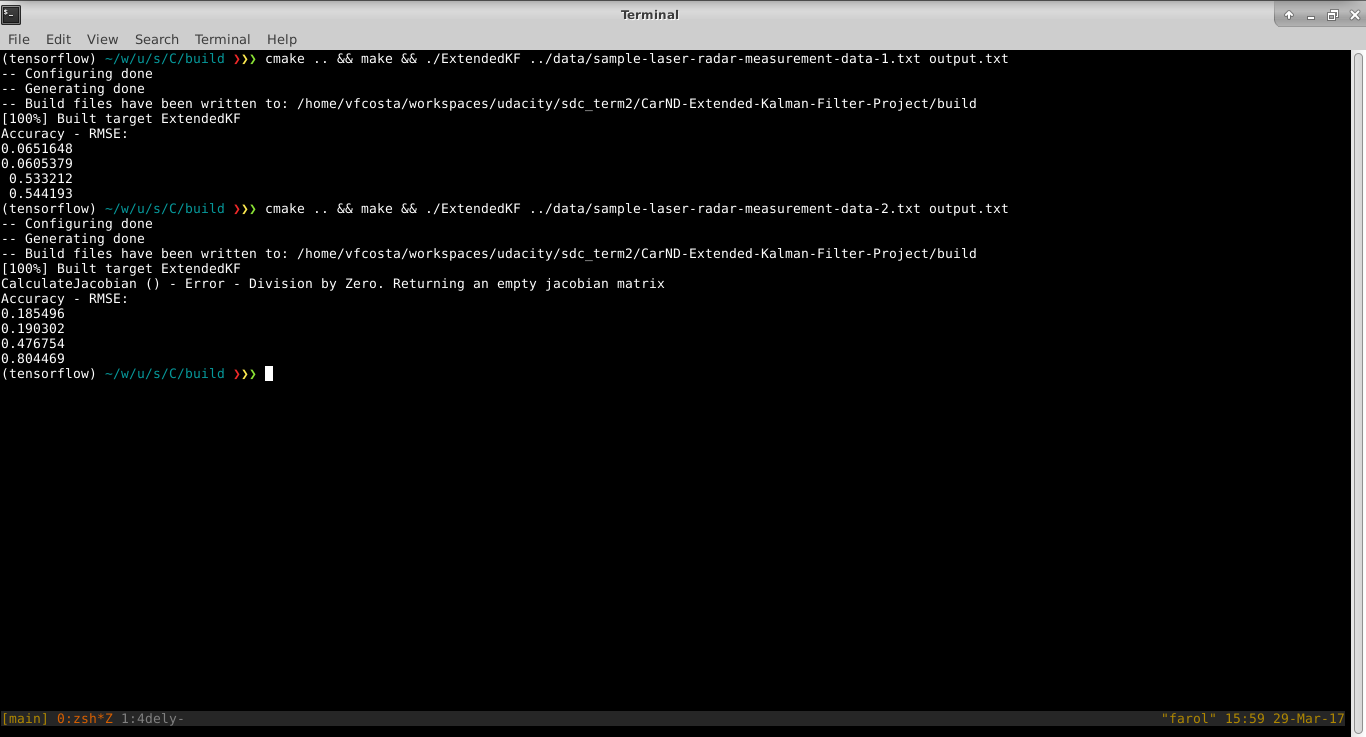 Terminal
File Edit View Search Terminal Help
(tensorflow) ~/w/u/s/C/build ❯❯❯ cmake .. && make && ./ExtendedKF ../data/sample-laser-radar-measurement-data-1.txt output.txt
-- Configuring done
-- Generating done
-- Build files have been written to: /home/vfcosta/workspaces/udacity/sdc_term2/CarND-Extended-Kalman-Filter-Project/build
[100%] Built target ExtendedKF
Accuracy - RMSE:
0.0651648
0.0605379
 0.533212
 0.544193
(tensorflow) ~/w/u/s/C/build ❯❯❯ cmake .. && make && ./ExtendedKF ../data/sample-laser-radar-measurement-data-2.txt output.txt
-- Configuring done
-- Generating done
-- Build files have been written to: /home/vfcosta/workspaces/udacity/sdc_term2/CarND-Extended-Kalman-Filter-Project/build
[100%] Built target ExtendedKF
CalculateJacobian () - Error - Division by Zero. Returning an empty jacobian matrix
Accuracy - RMSE:
0.185496
0.190302
0.476754
0.804469
(tensorflow) ~/w/u/s/C/build ❯❯❯
[main] 0:zsh*Z 1:4dely- "farol" 15:59 29-Mar-17